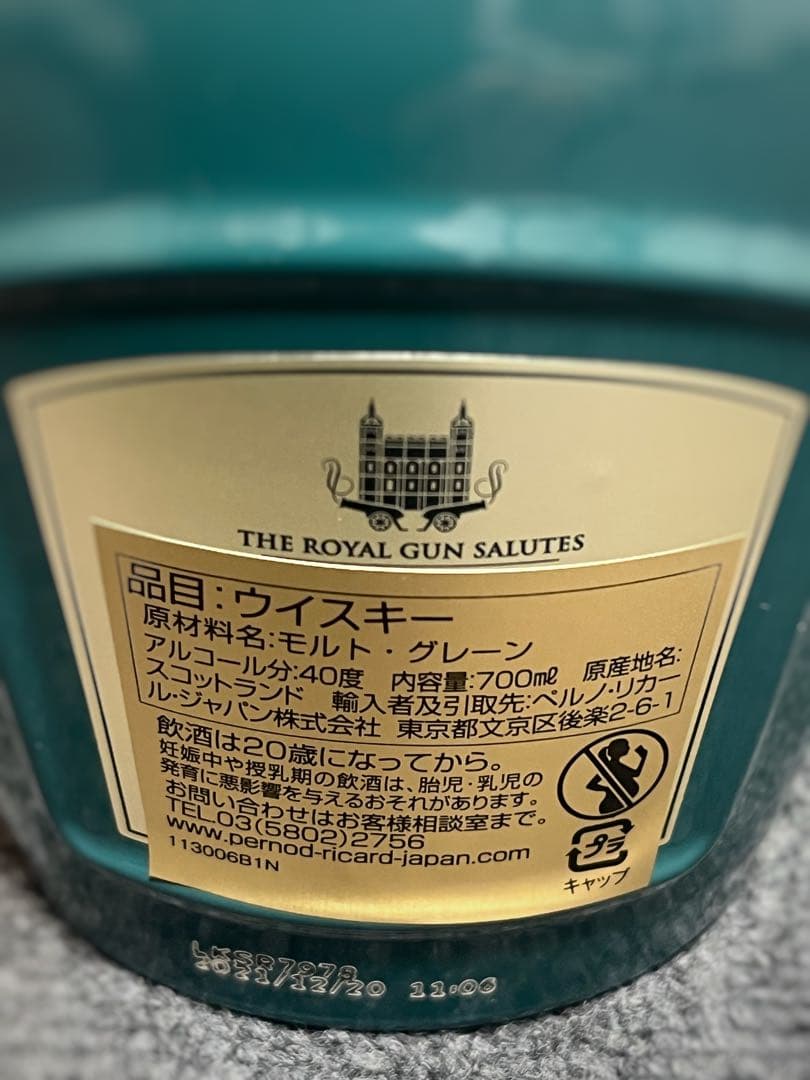 THE ROYAL GUN SALUTES
品目:ウイスキー
原材料名:モルト・グレーン
アルコール分:40度 内容量:700㎖ 原産地名:
スコットランド 輸入者及引取先:ペルノ・リカー
ル・ジャパン株式会社 東京都文京区後楽2-6-1
飲酒は20歳になってから。
妊娠中や授乳期の飲酒は、胎児・乳児の
発育に悪影響を与えるおそれがあります。
お問い合わせはお客様相談室まで。
TEL.03(5802)2756
www.pernod-ricard-japan.com
113006B1N
プラ
キャップ
2021/12/20 11:06